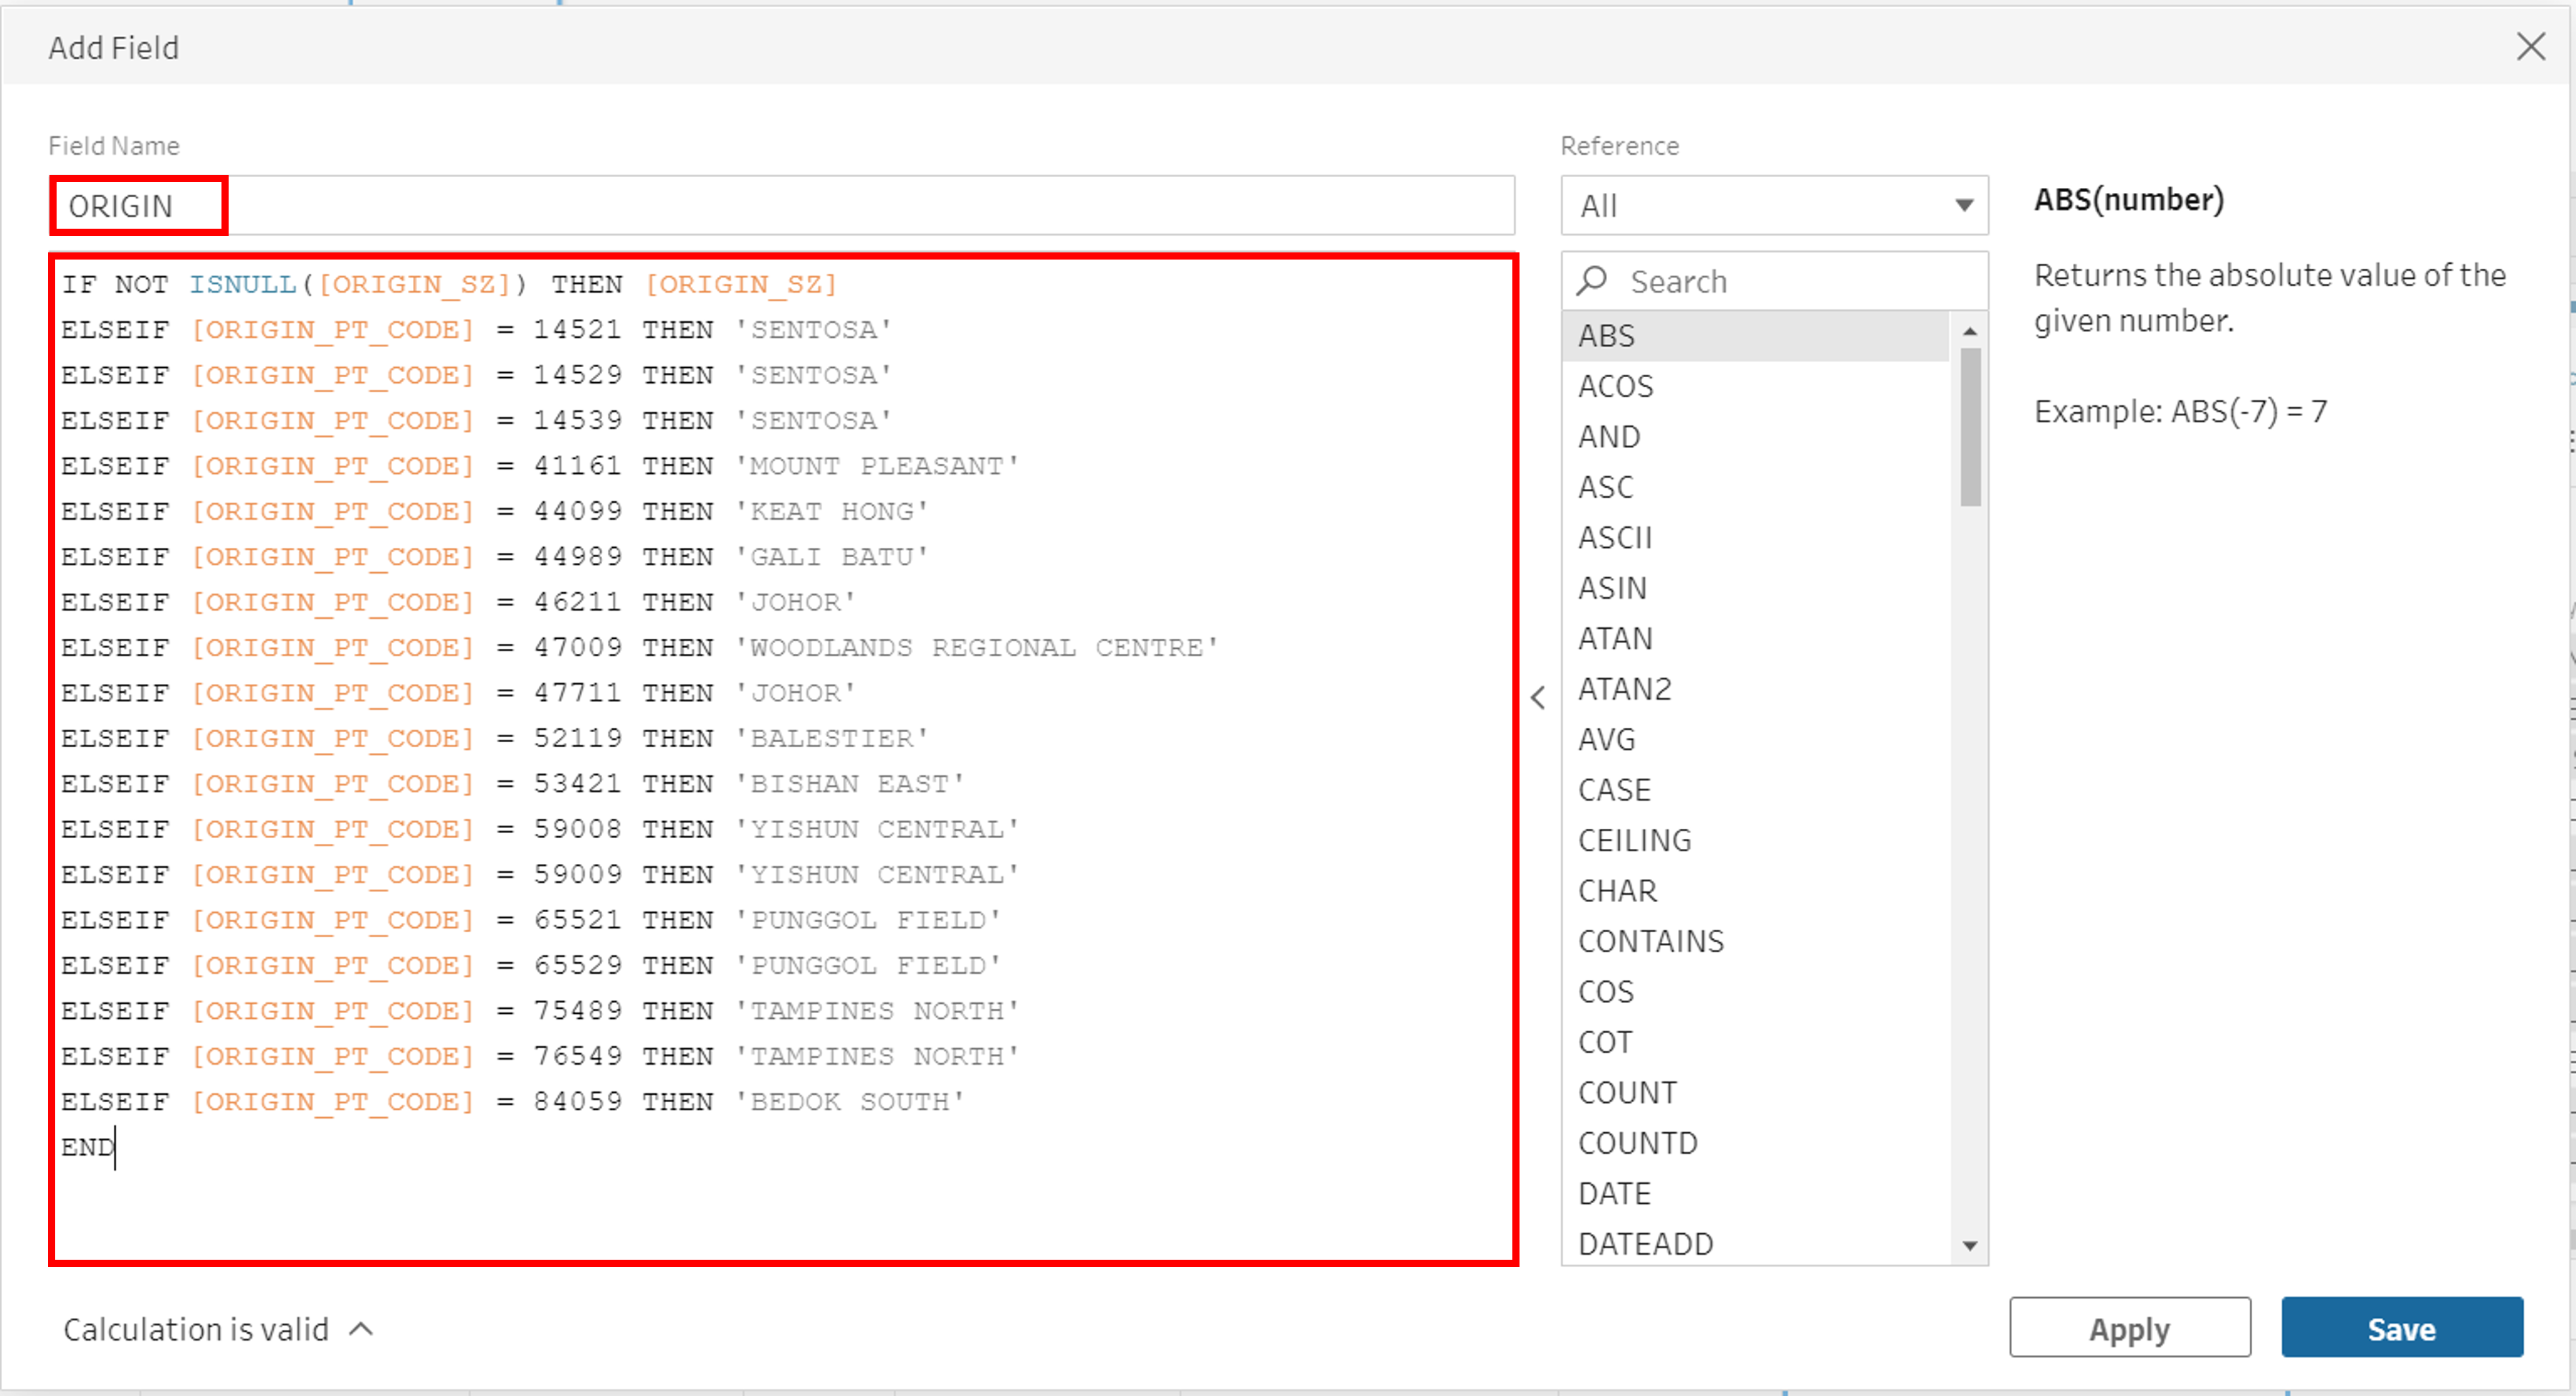 Add Field
Field Name
ORIGIN
IF NOT ISNULL([ORIGIN_SZ]) THEN [ORIGIN_SZ]
ELSEIF [ORIGIN_PT_CODE] = 14521 THEN 'SENTOSA'
ELSEIF [ORIGIN_PT_CODE] = 14529 THEN 'SENTOSA'
ELSEIF [ORIGIN_PT_CODE] = 14539 THEN 'SENTOSA'
ELSEIF [ORIGIN_PT_CODE] = 41161 THEN 'MOUNT PLEASANT'
ELSEIF [ORIGIN_PT_CODE] = 44099 THEN 'KEAT HONG'
ELSEIF [ORIGIN_PT_CODE] = 44989 THEN 'GALI BATU'
ELSEIF [ORIGIN_PT_CODE] = 46211 THEN 'JOHOR'
ELSEIF [ORIGIN_PT_CODE] = 47009 THEN 'WOODLANDS REGIONAL CENTRE'
ELSEIF [ORIGIN_PT_CODE] = 47711 THEN 'JOHOR'
ELSEIF [ORIGIN_PT_CODE] = 52119 THEN 'BALESTIER'
ELSEIF [ORIGIN_PT_CODE] = 53421 THEN 'BISHAN EAST'
ELSEIF [ORIGIN_PT_CODE] = 59008 THEN 'YISHUN CENTRAL'
ELSEIF [ORIGIN_PT_CODE] = 59009 THEN 'YISHUN CENTRAL'
ELSEIF [ORIGIN_PT_CODE] = 65521 THEN 'PUNGGOL FIELD'
ELSEIF [ORIGIN_PT_CODE] = 65529 THEN 'PUNGGOL FIELD'
ELSEIF [ORIGIN_PT_CODE] = 75489 THEN 'TAMPINES NORTH'
ELSEIF [ORIGIN_PT_CODE] = 76549 THEN 'TAMPINES NORTH'
ELSEIF [ORIGIN_PT_CODE] = 84059 THEN 'BEDOK SOUTH'
END
Calculation is valid
Reference
All
Search
ABS
ACOS
AND
ASC
ASCII
ASIN
ATAN
ATAN2
AVG
CASE
CEILING
CHAR
CONTAINS
COS
COT
COUNT
COUNTD
DATE
DATEADD
ABS(number)
Returns the absolute value of the
given number.
Example: ABS(-7) = 7
Apply
Save